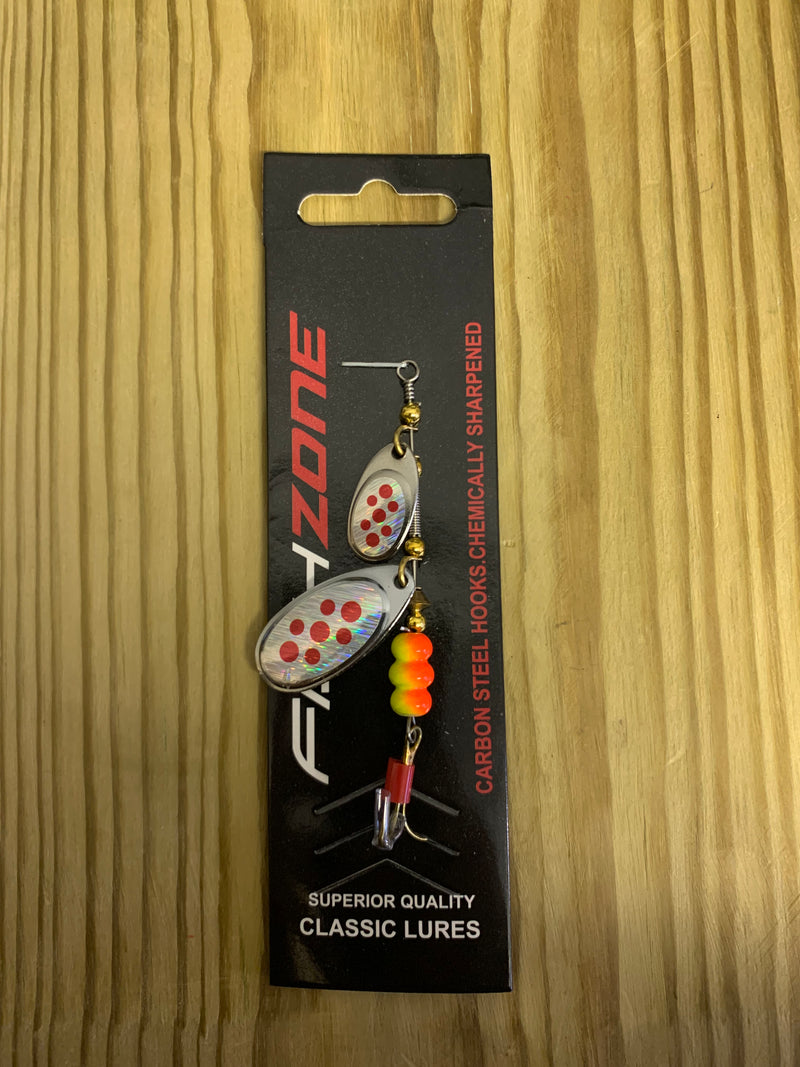 ZONE
CARBON STEEL HOOKS.CHEMICALLY SHARPENED
SUPERIOR QUALITY
CLASSIC LURES